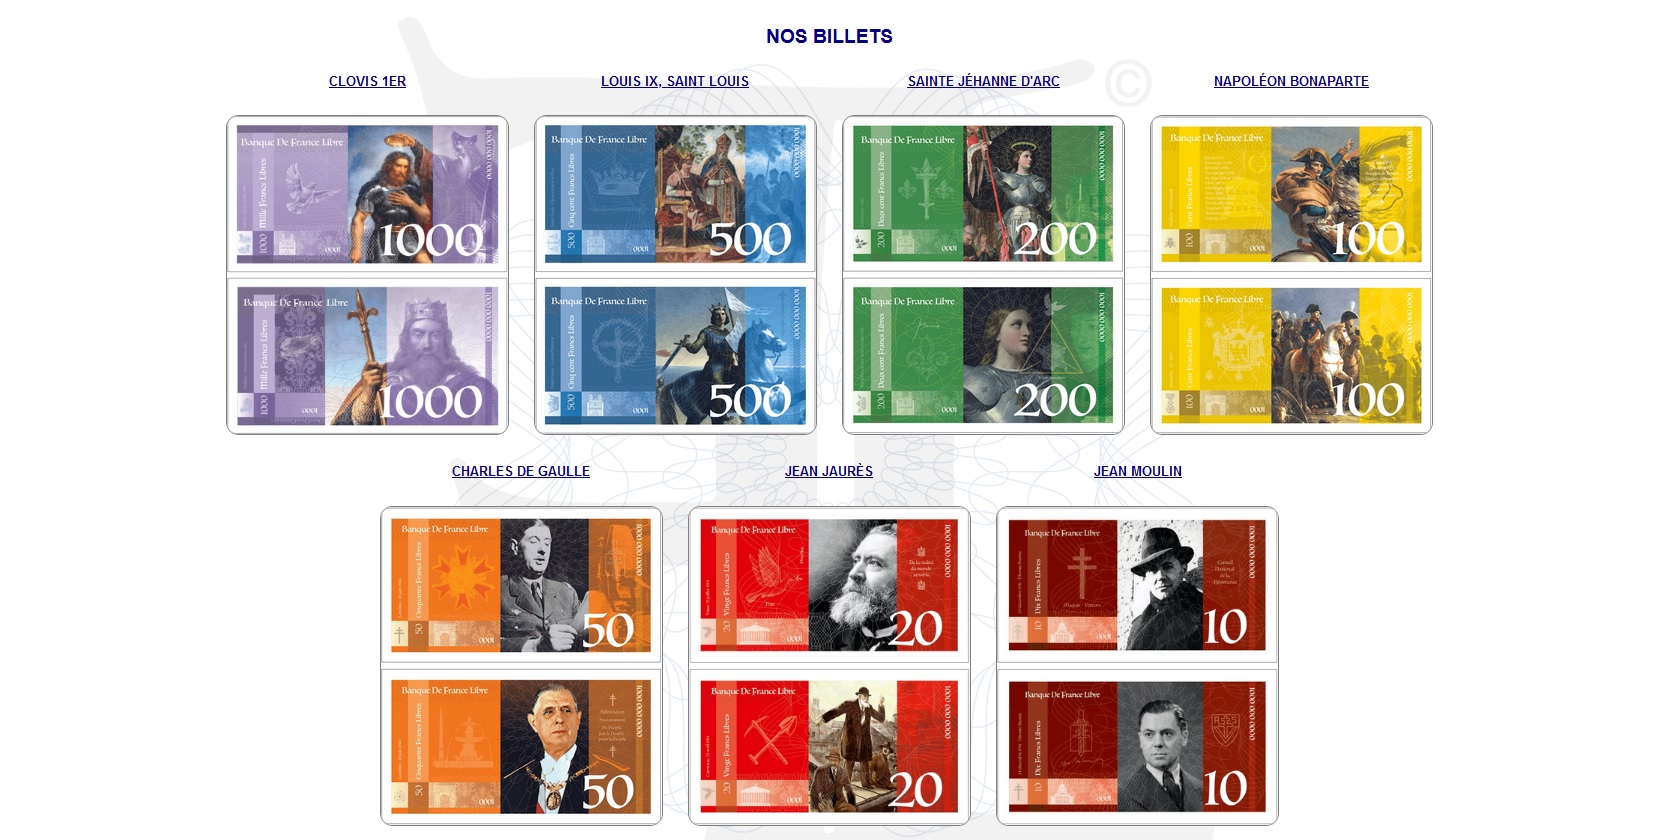 NOS BILLETS
CLOVIS 1ER
LOUIS IX, SAINT LOUIS
SAINTE JÉHANNE D'ARC
NAPOLÉON BONAPARTE
©
Banque De France Libre
Mille Francs Libres
1000
0001
1000
Banque De France Libre
Cinq cent Francs Libres
500
0001
500
Banque De France Libre
Deux cent Francs Libres
200
0001
200
Banque De France Libre
Cent Francs Libres
100
0001
100
Banque De France Libre
Mille Francs Libres
1000
0001
1000
Banque De France Libre
Cinq cent Francs Libres
500
0001
500
Banque De France Libre
Deux cent Francs Libres
200
0001
200
Banque De France Libre
Cent Francs Libres
100
0001
100
CHARLES DE GAULLE
JEAN JAURÈS
JEAN MOULIN
Banque De France Libre
Cinquante Francs Libres
50
0001
50
Banque De France Libre
Vingt Francs Libres
20
0001
20
Banque De France Libre
Dix Francs Libres
10
0001
10
Banque De France Libre
Cinquante Francs Libres
50
0001
50
Banque De France Libre
Vingt Francs Libres
20
0001
20
Banque De France Libre
Dix Francs Libres
10
0001
10